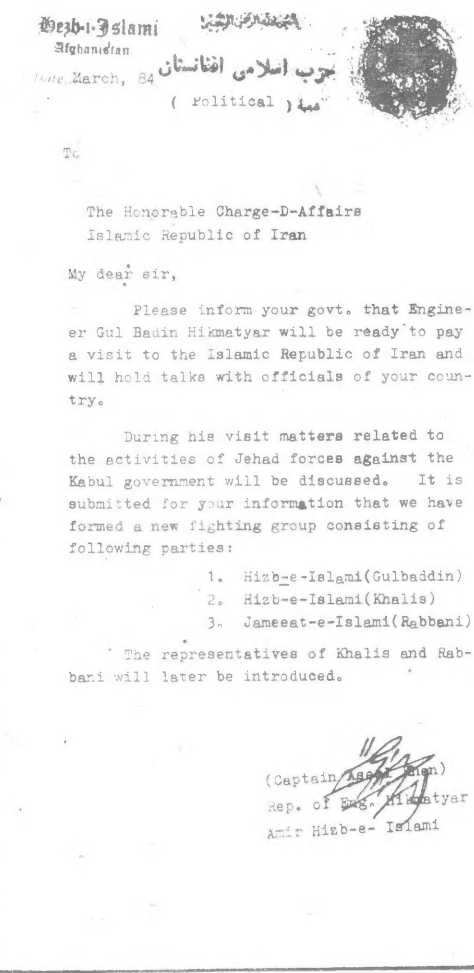 Hezb-i-Islami
Afghanistan
Date. March, 84
حزب اسلامی افغانستان
( Political )
To
The Honorable Charge-D-Affairs
Islamic Republic of Iran
My dear sir,
Please inform your govt. that Engine-
er Gul Badin Hikmatyar will be ready to pay
a visit to the Islamic Republic of Iran and
will hold talks with officials of your coun-
try.
During his visit matters related to
the activities of Jehad forces against the
Kabul government will be discussed. It is
submitted for your information that we have
formed a new fighting group consisting of
following parties:
1. Hizb-e-Islami(Gulbaddin)
2. Hizb-e-Islami(Khalis)
3. Jameeat-e-Islami(Rabbani)
The representatives of Khalis and Rab-
bani will later be introduced.
(Captain Khan)
Rep. of Eng. Hikmatyar
Amir Hizb-e- Islami